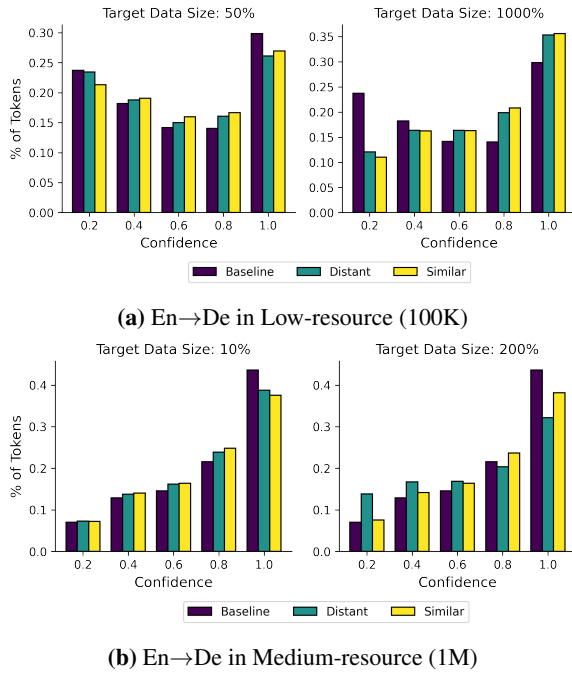 Target Data Size: 50%
Target Data Size: 1000%
% of Tokens
0.30
0.25
0.20
0.15
0.10
0.05
0.00
0.2 0.4 0.6 0.8 1.0
Confidence
0.35
0.30
0.25
0.20
0.15
0.10
0.05
0.00
0.2 0.4 0.6 0.8 1.0
Confidence
Baseline Distant Similar
(a) En→De in Low-resource (100K)
Target Data Size: 10%
Target Data Size: 200%
% of Tokens
0.4
0.3
0.2
0.1
0.0
0.2 0.4 0.6 0.8 1.0
Confidence
0.4
0.3
0.2
0.1
0.0
0.2 0.4 0.6 0.8 1.0
Confidence
Baseline Distant Similar
(b) En→De in Medium-resource (1M)